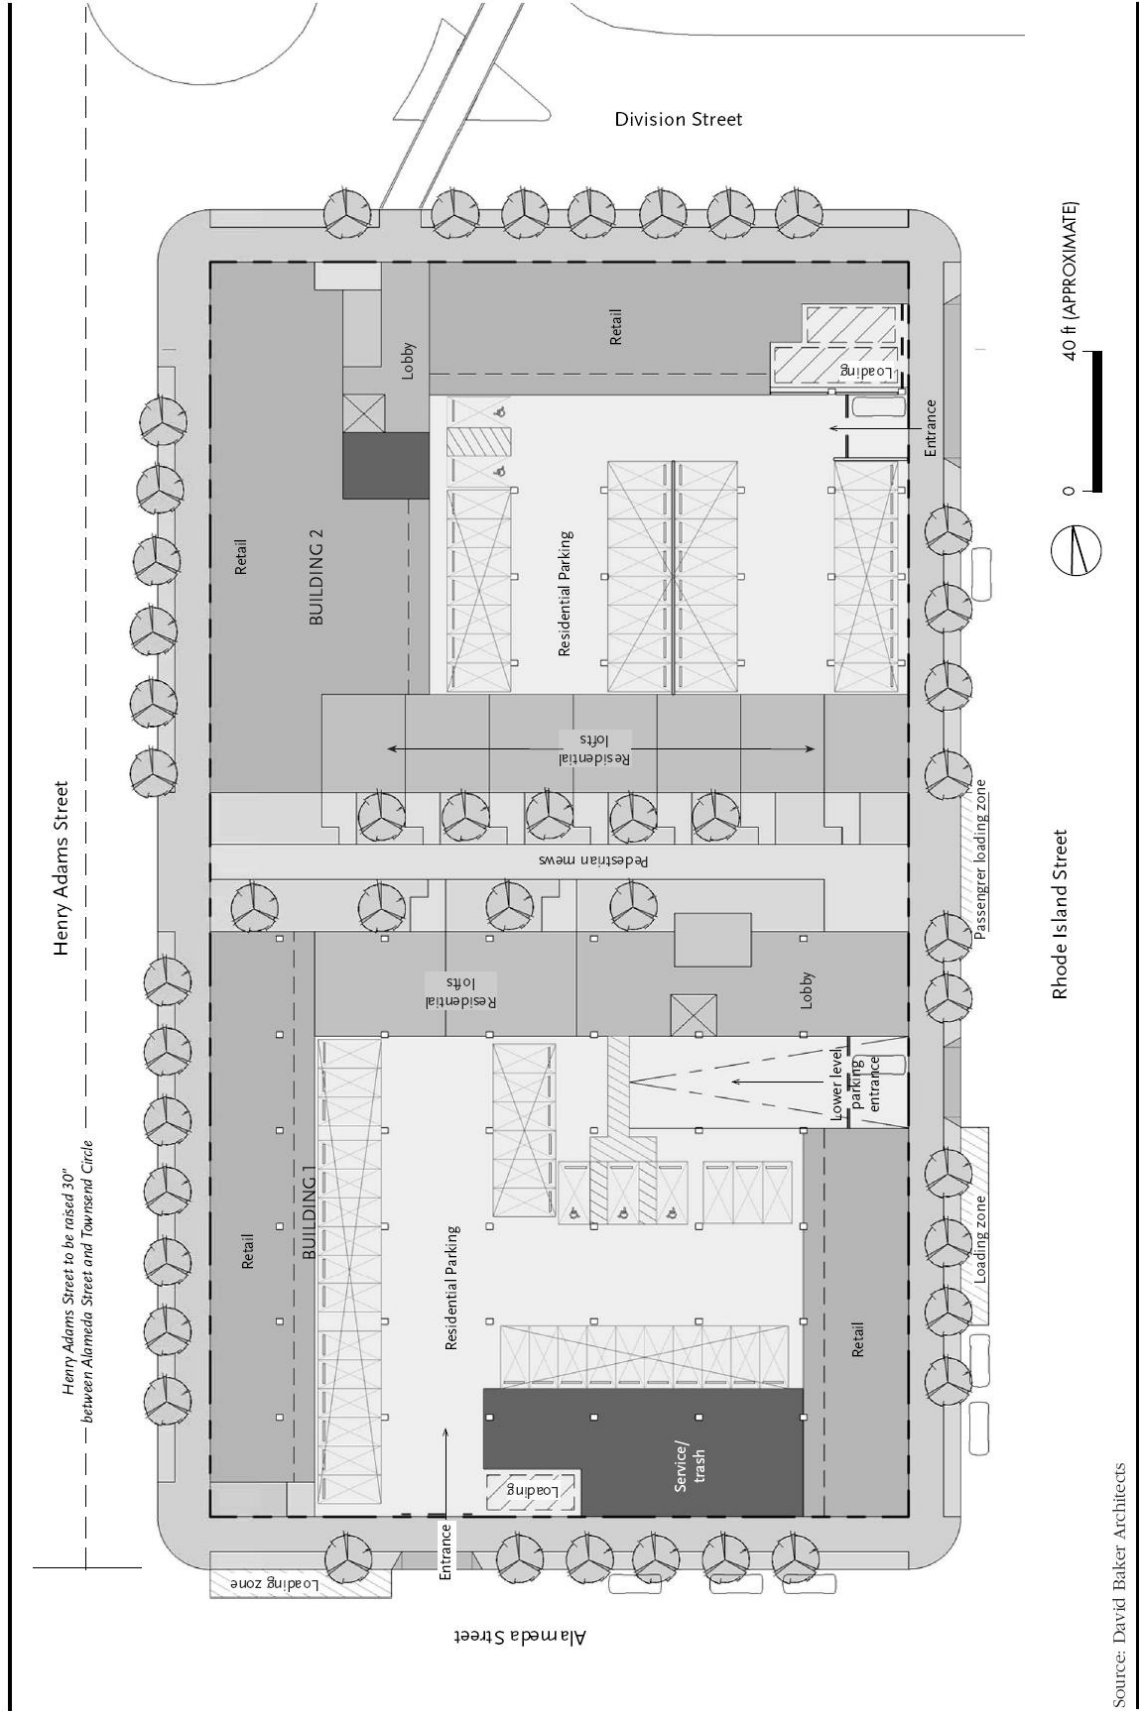 Division Street
Henry Adams Street
Henry Adams Street to be raised 30"
between Alameda Street and Townsend Circle
Rhode Island Street
Alameda Street
40 ft (APPROXIMATE)
0
Retail
BUILDING 2
Lobby
Retail
Loading
Entrance
Residential Parking
Residential
lofts
Pedestrian mews
Passengrer loading zone
Residential
lofts
Lobby
Lower level
parking
entrance
Retail
BUILDING 1
Residential Parking
Retail
Loading zone
Service/
trash
Loading
Entrance
Loading zone
Source: David Baker Architects